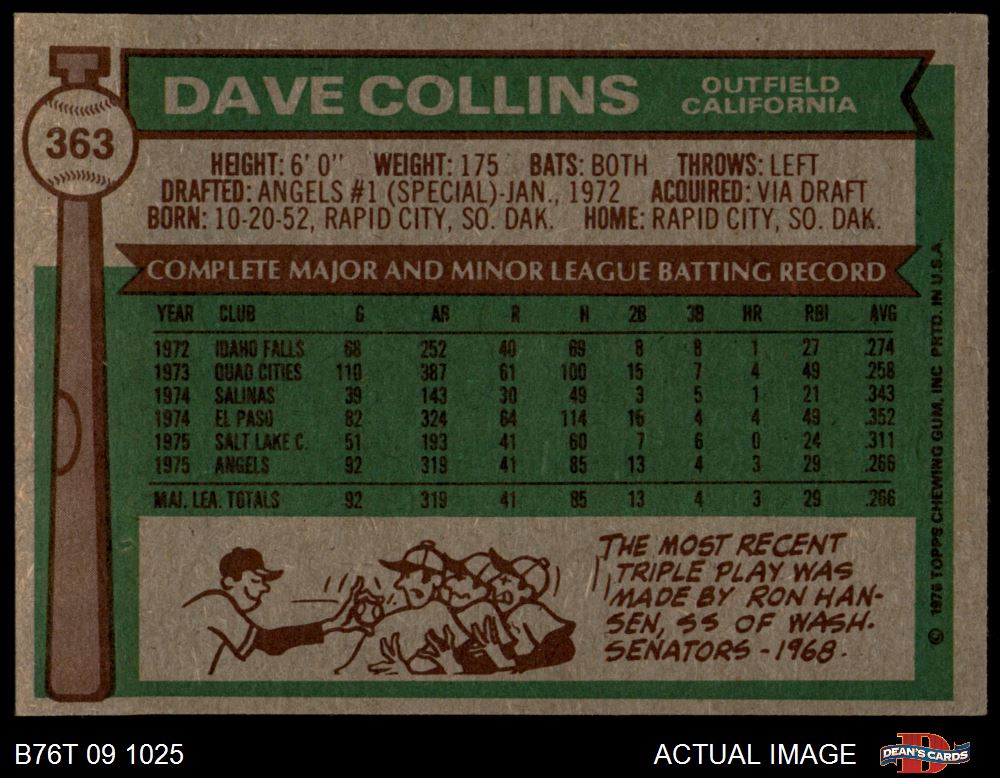 363
DAVE COLLINS
OUTFIELD
CALIFORNIA
HEIGHT: 6' 0" WEIGHT: 175 BATS: BOTH THROWS: LEFT
DRAFTED: ANGELS #1 (SPECIAL)-JAN., 1972 ACQUIRED: VIA DRAFT
BORN: 10-20-52, RAPID CITY, SO. DAK. HOME: RAPID CITY, SO. DAK.
COMPLETE MAJOR AND MINOR LEAGUE BATTING RECORD
YEAR CLUB G AB R H 2B 3B HR RBI AVG
1972 IDAHO FALLS 68 252 40 69 8 8 1 27 .274
1973 QUAD CITIES 110 387 61 100 15 7 4 49 .258
1974 SALINAS 39 143 30 49 3 5 1 21 .343
1974 EL PASO 82 324 64 114 16 4 4 49 .352
1975 SALT LAKE C. 51 193 41 60 7 6 0 24 .311
1975 ANGELS 92 319 41 85 13 4 3 29 .266
MAJ. LEA. TOTALS 92 319 41 85 13 4 3 29 .266
THE MOST RECENT
TRIPLE PLAY WAS
MADE BY RON HAN-
SEN, SS OF WASH.
SENATORS - 1968.
© 1976 TOPPS CHEWING GUM, INC PRTD. IN U.S.A.
B76T 09 1025
ACTUAL IMAGE
D
DEAN'S CARDS